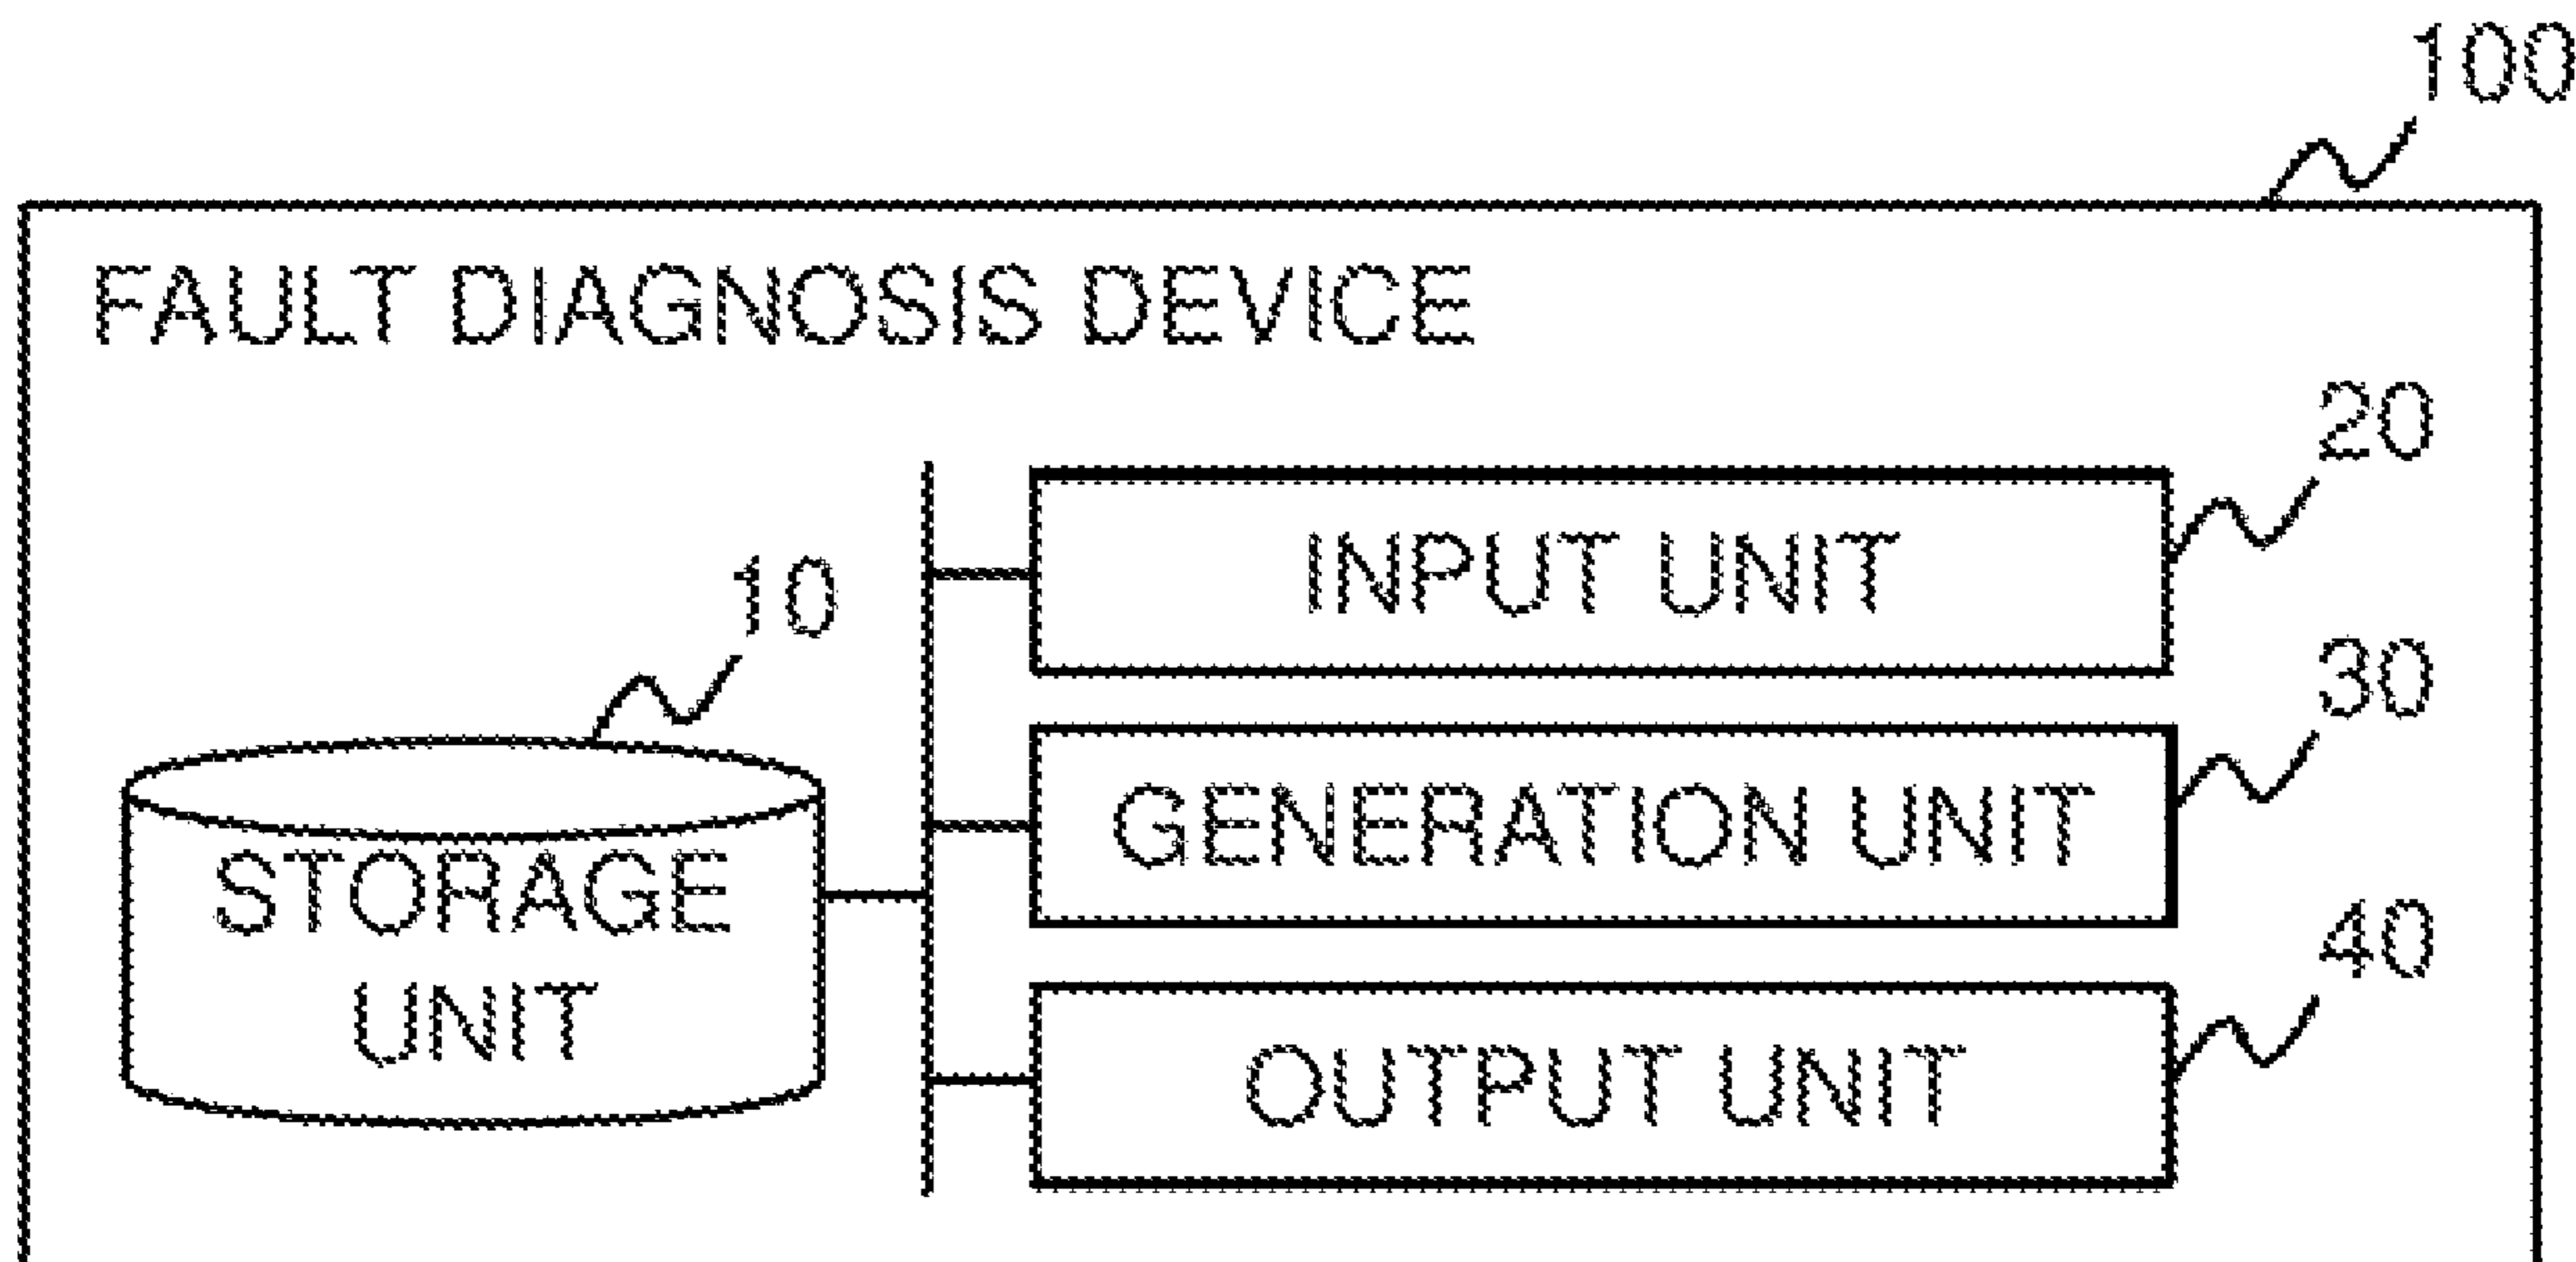 100
FAULT DIAGNOSIS DEVICE
20
INPUT UNIT
10
30
GENERATION UNIT
STORAGE
UNIT
40
OUTPUT UNIT